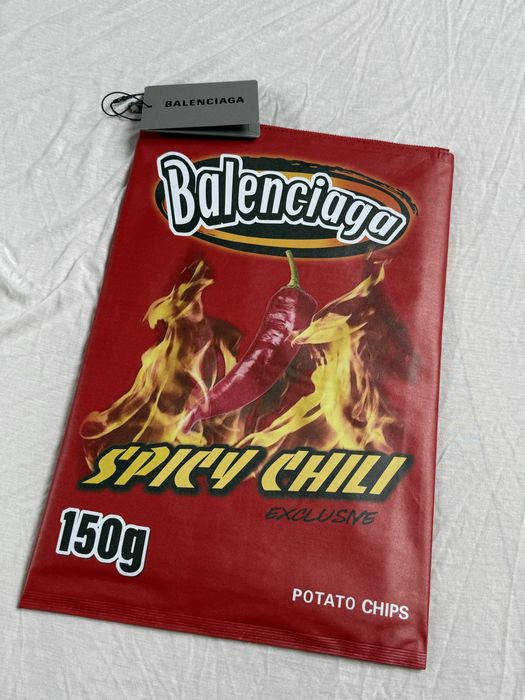 BALENCIAGA
Balenciaga
SPICY CHILI
EXCLUSIVE
150g
POTATO CHIPS